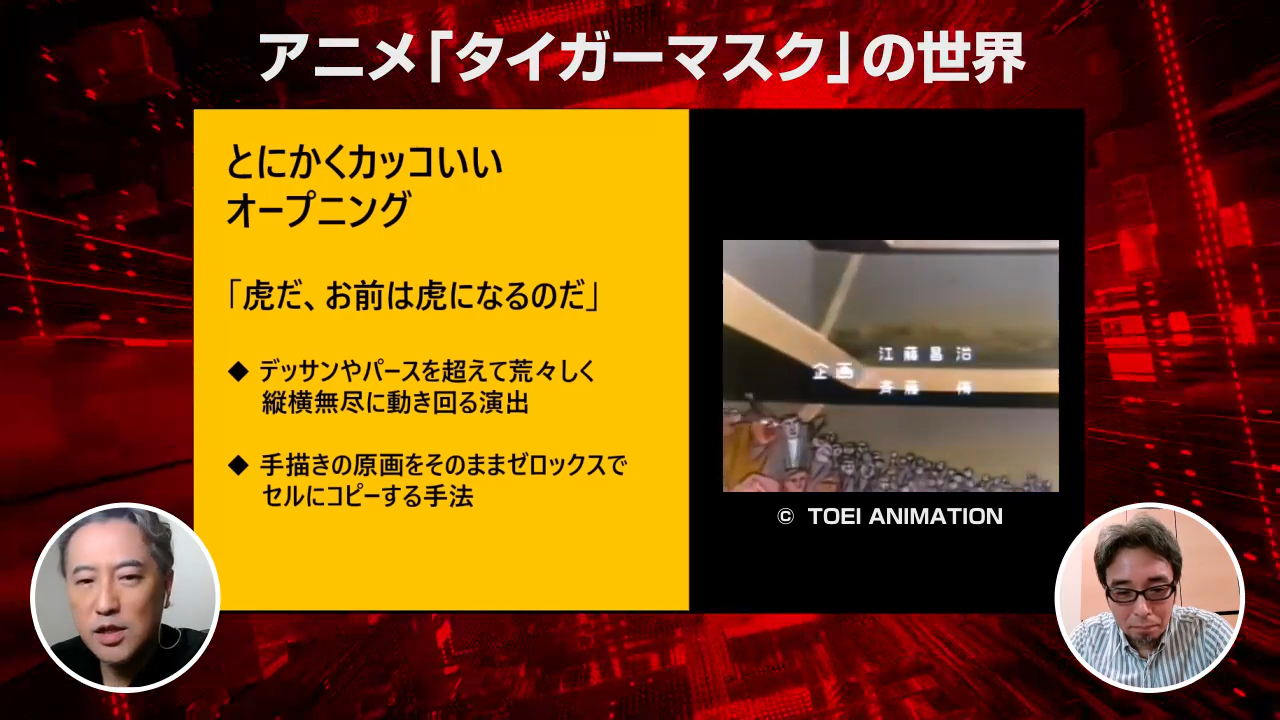 アニメ「タイガーマスク」の世界
とにかくカッコいい
オープニング
「虎だ、お前は虎になるのだ」
◆ デッサンやパースを超えて荒々しく
縦横無尽に動き回る演出
◆ 手描きの原画をそのままゼロックスで
セルにコピーする手法
企画
江藤昌治
斉藤 侑
© TOEI ANIMATION